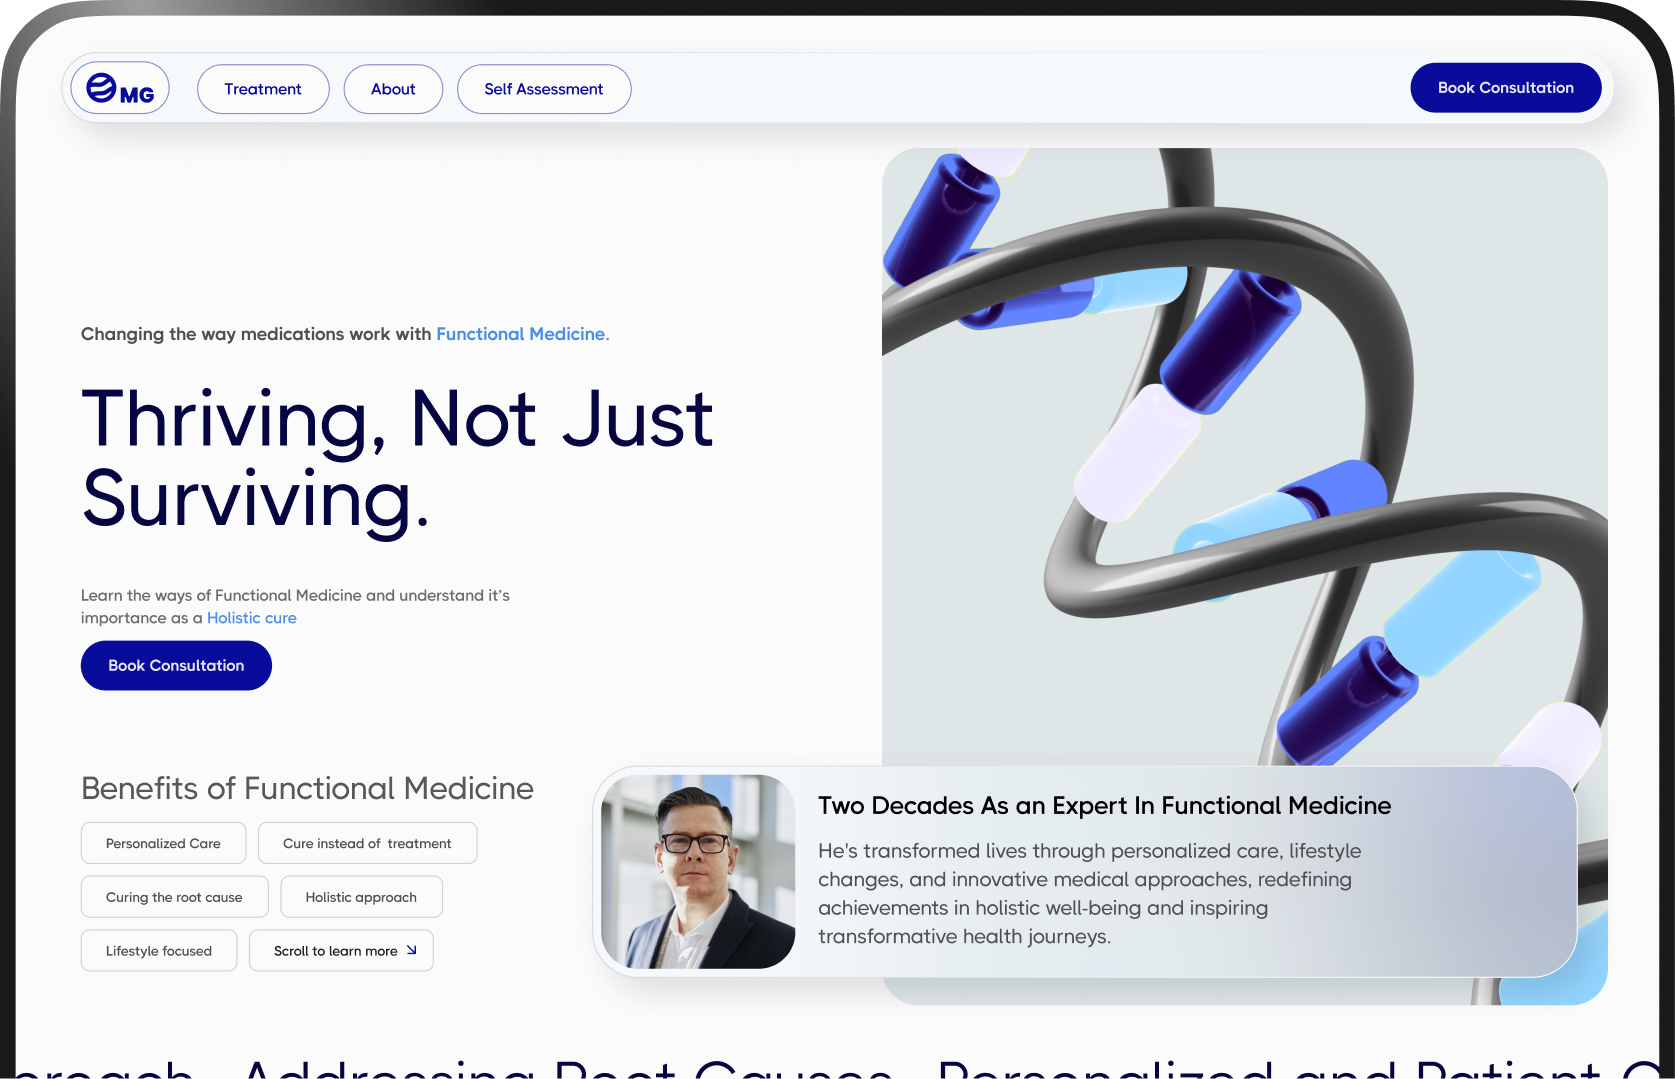 MG
Treatment
About
Self Assessment
Book Consultation
Changing the way medications work with Functional Medicine.
Thriving, Not Just
Surviving.
Learn the ways of Functional Medicine and understand it’s
importance as a Holistic cure
Book Consultation
Benefits of Functional Medicine
Personalized Care
Cure instead of treatment
Curing the root cause
Holistic approach
Lifestyle focused
Scroll to learn more
Two Decades As an Expert In Functional Medicine
He's transformed lives through personalized care, lifestyle
changes, and innovative medical approaches, redefining
achievements in holistic well-being and inspiring
transformative health journeys.
Addressing Root Causes Personalized and Patient